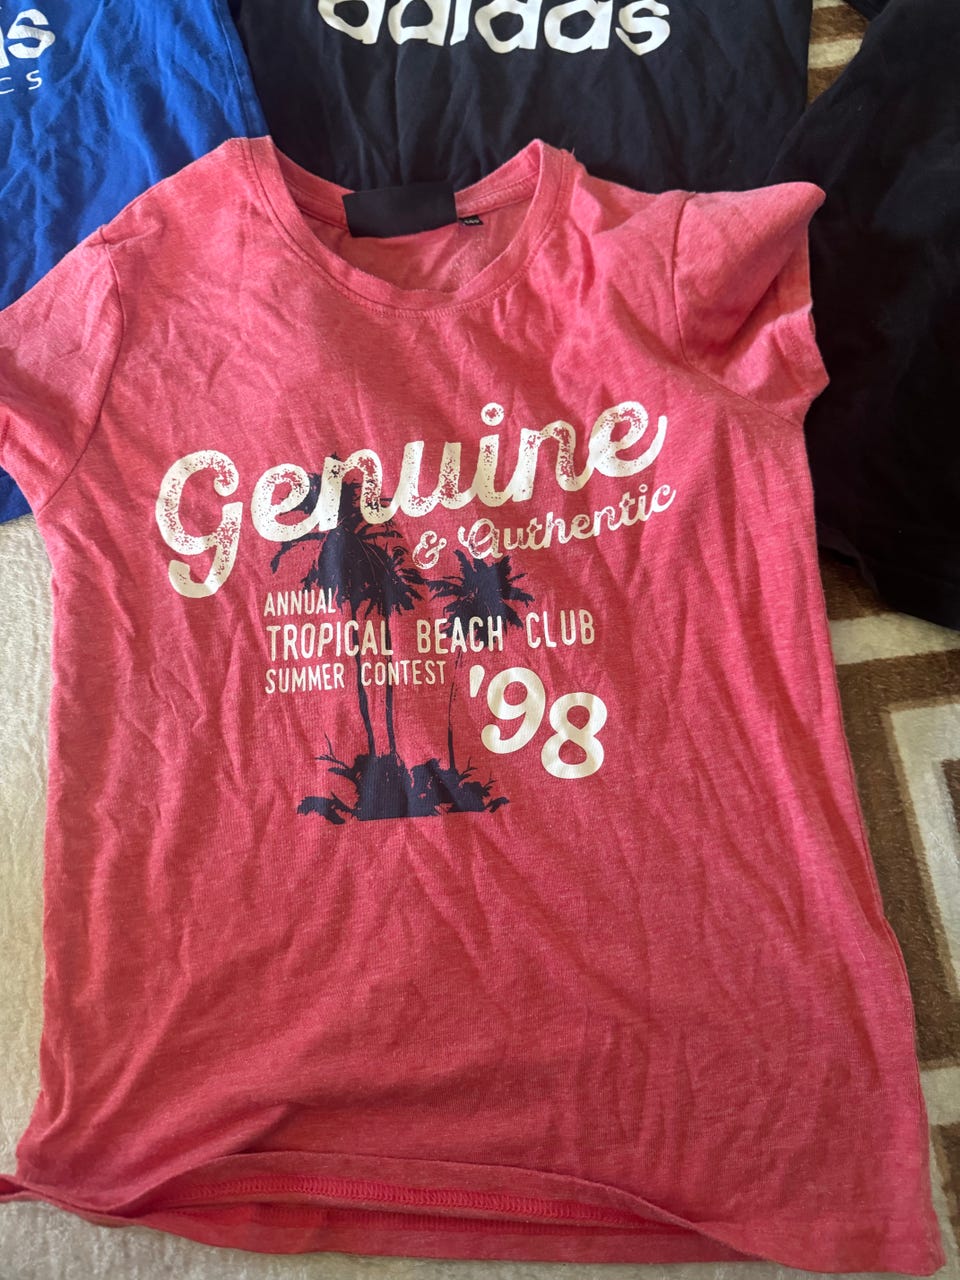 adidas
Genuine
& Authentic
ANNUAL
TROPICAL BEACH CLUB
SUMMER CONTEST
'98